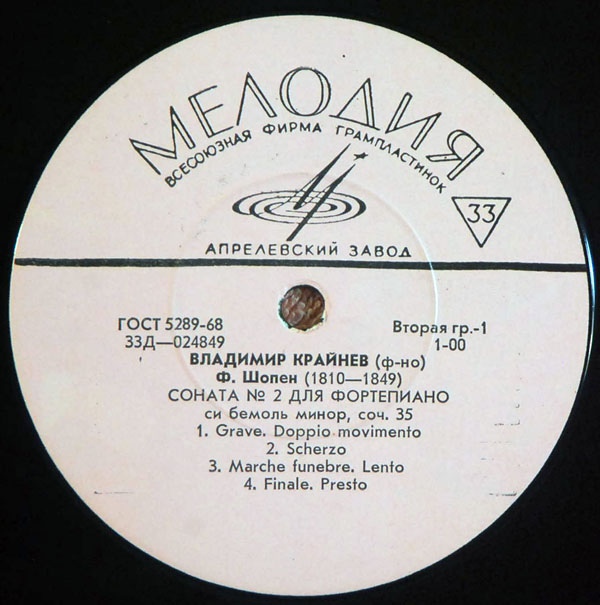 МЕЛОДИЯ
ВСЕСОЮЗНАЯ ФИРМА ГРАМПЛАСТИНОК
33
АПРЕЛЕВСКИЙ ЗАВОД
ГОСТ 5289-68
Вторая гр.-1
33Д—024849
1-00
ВЛАДИМИР КРАЙНЕВ (ф-но)
Ф. Шопен (1810—1849)
СОНАТА № 2 ДЛЯ ФОРТЕПИАНО
си бемоль минор, соч. 35
1. Grave. Doppio movimento
2. Scherzo
3. Marche funebre. Lento
4. Finale. Presto